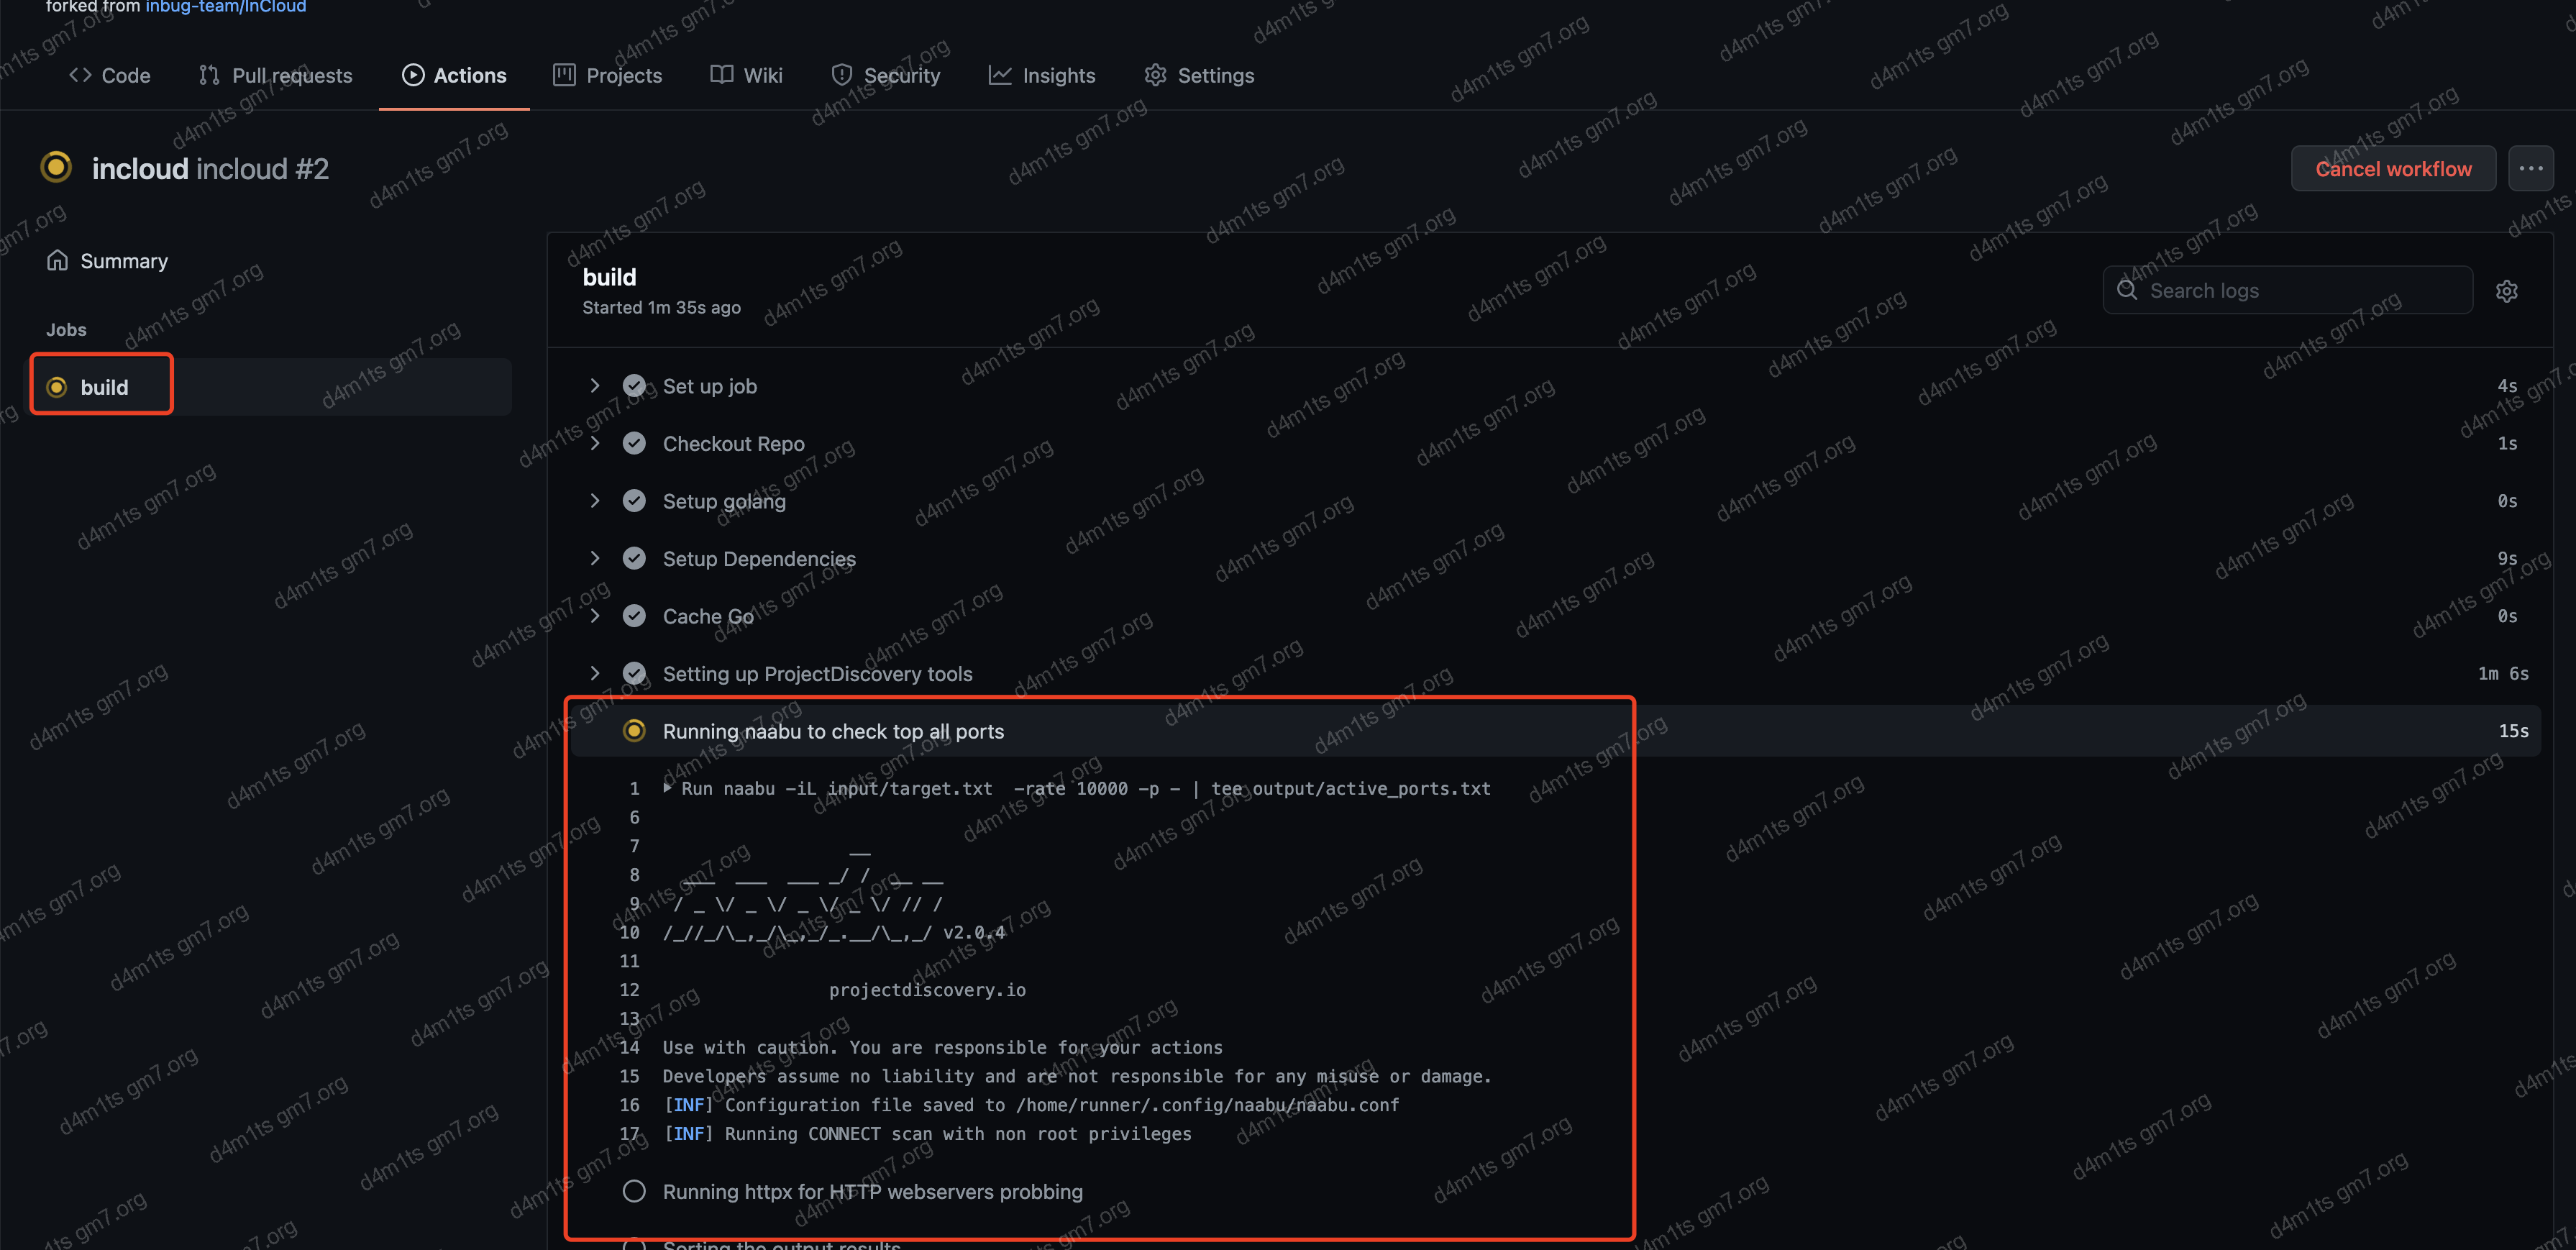 forked from inbug-team/InCloud
Code Pull requests Actions Projects Wiki Security Insights Settings
incloud incloud #2
Cancel workflow
Summary
Jobs
build
build
Started 1m 35s ago
Search logs
Set up job 4s
Checkout Repo 1s
Setup golang 0s
Setup Dependencies 9s
Cache Go 0s
Setting up ProjectDiscovery tools 1m 6s
Running naabu to check top all ports 15s
1 Run naabu -iL input/target.txt  -rate 10000 -p - | tee output/active_ports.txt
6
7                   __
8   ___  ___  ___ _/ /  __ __
9  / _ \/ _ \/ _ \/ _ \/ // /
10 /_//_/\_,_/\_,_/_.__/\_,_/ v2.0.4
11
12 projectdiscovery.io
13
14 Use with caution. You are responsible for your actions
15 Developers assume no liability and are not responsible for any misuse or damage.
16 [INF] Configuration file saved to /home/runner/.config/naabu/naabu.conf
17 [INF] Running CONNECT scan with non root privileges
Running httpx for HTTP webservers probbing
Sorting the output results
d4m1ts gm7.org